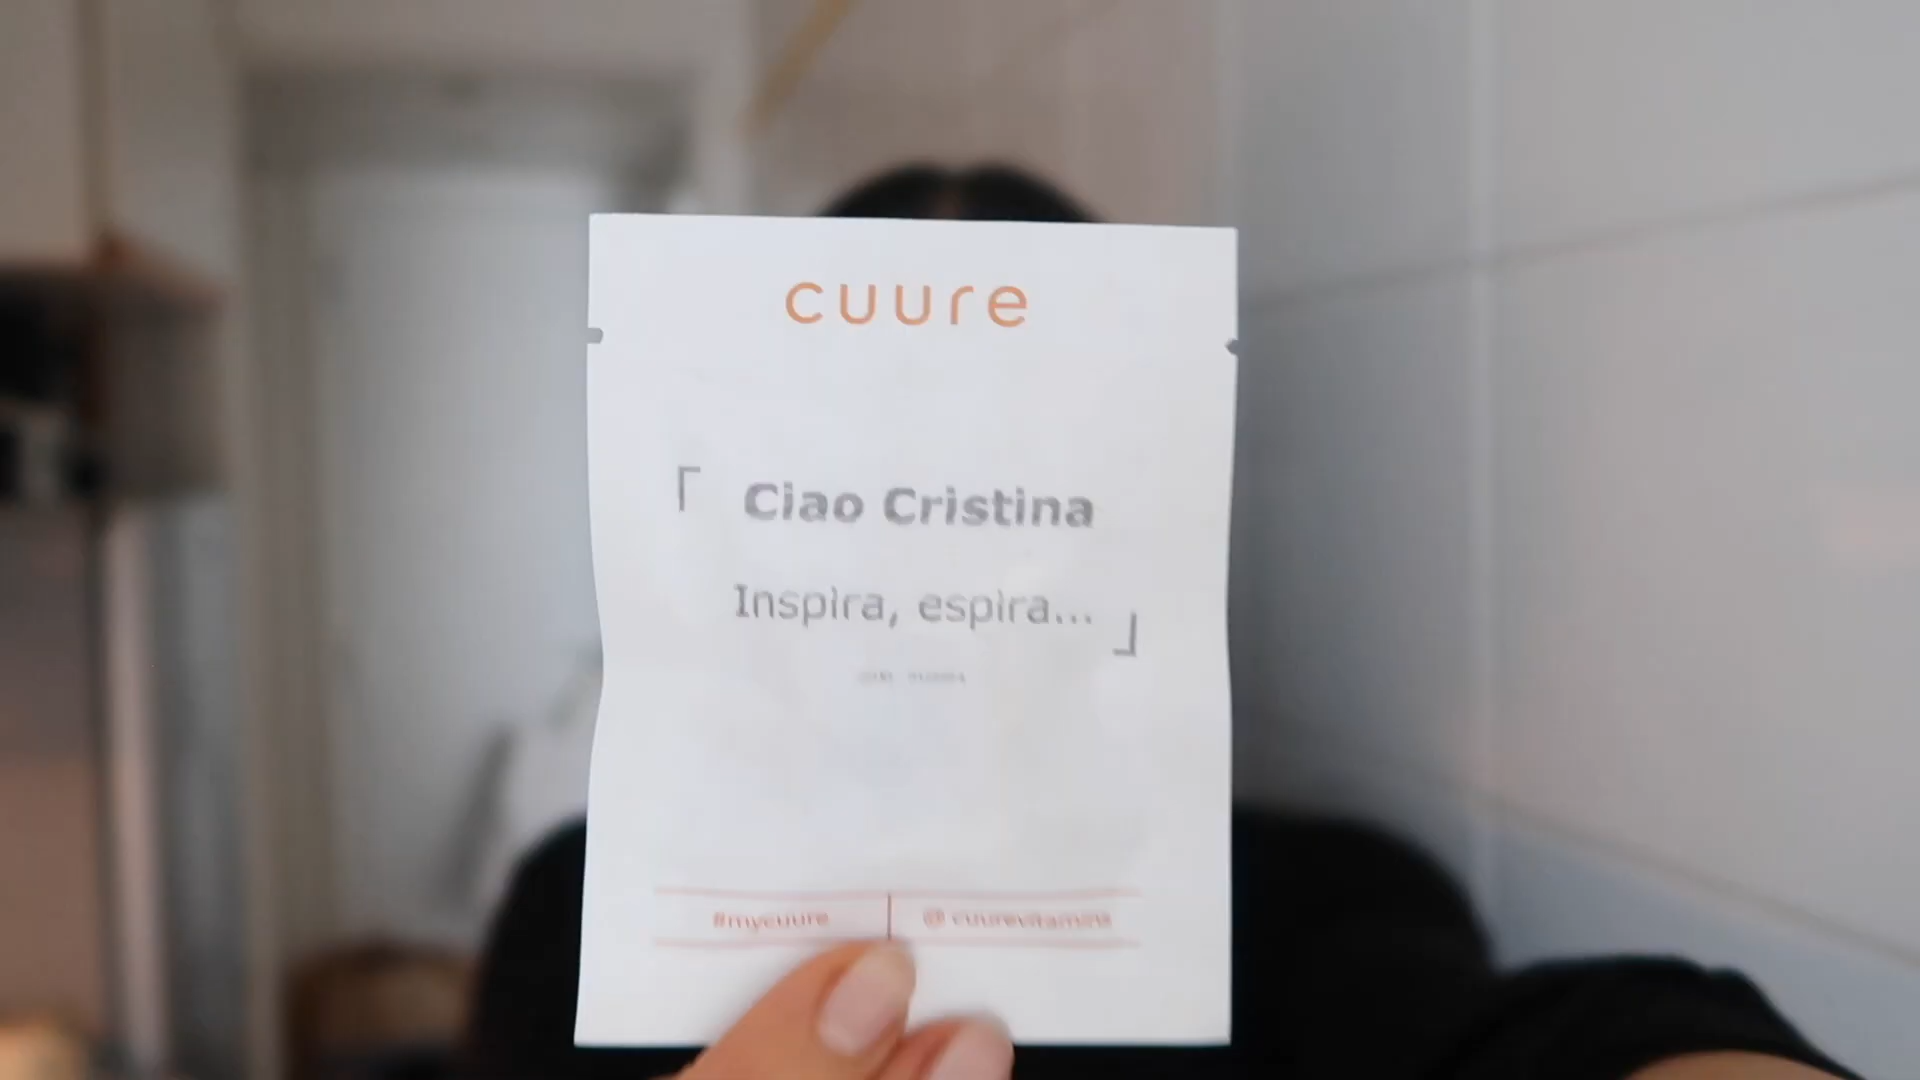 cuure
Ciao Cristina
Inspira, espira...
#mycuure
@cuurevitamins